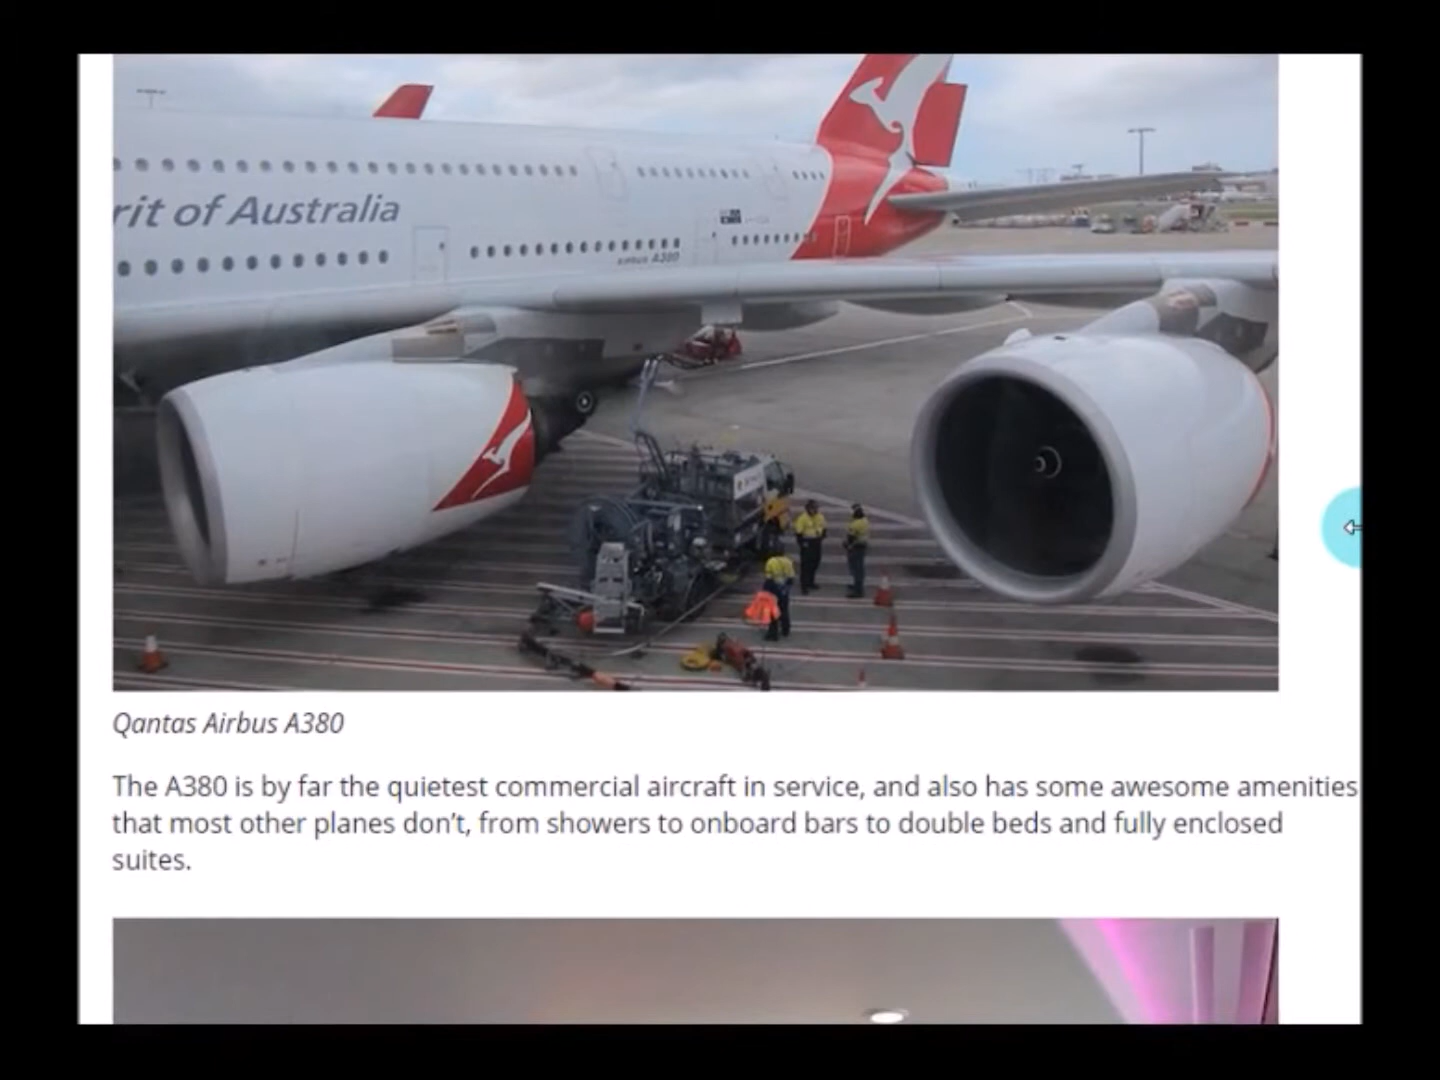 rit of Australia
AIRBUS A380
Qantas Airbus A380
The A380 is by far the quietest commercial aircraft in service, and also has some awesome amenities
that most other planes don't, from showers to onboard bars to double beds and fully enclosed
suites.